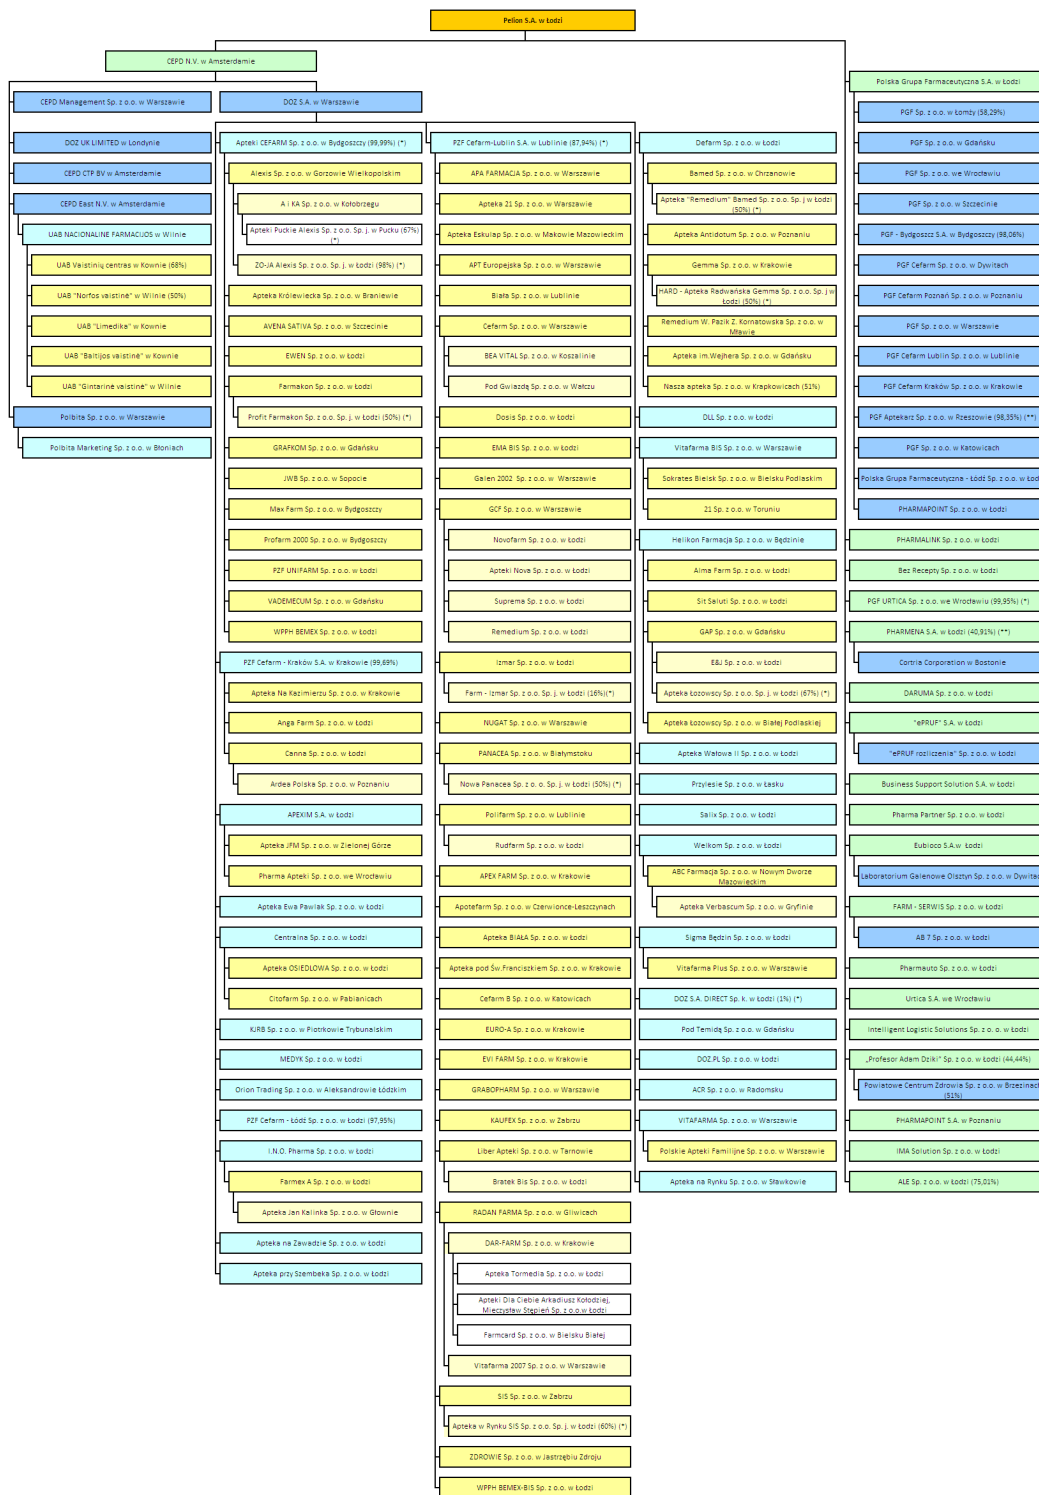 Pelion S.A. w Łodzi
CEPD N.V. w Amsterdamie
CEPD Management Sp. z o.o. w Warszawie
DOZ UK LIMITED w Londynie
CEPD CTP BV w Amsterdamie
CEPD East N.V. w Amsterdamie
UAB NACIONALINE FARMACIJOS w Wilnie
UAB Vaistinių centras w Kownie (68%)
UAB "Norfos vaistinė" w Wilnie (50%)
UAB "Limedika" w Kownie
UAB "Baltijos vaistinė" w Kownie
UAB "Gintarinė vaistinė" w Wilnie
Polbita Sp. z o.o. w Warszawie
Polbita Marketing Sp. z o.o. w Błoniach
DOZ S.A. w Warszawie
Apteki CEFARM Sp. z o.o. w Bydgoszczy (99,99%) (*)
Alexis Sp. z o.o. w Gorzowie Wielkopolskim
A i KA Sp. z o.o. w Kołobrzegu
Apteki Puckie Alexis Sp. z o.o. Sp. j. w Pucku (67%)
(*)
ZO-JA Alexis Sp. z o.o. Sp. j. w Łodzi (98%) (*)
Apteka Królewiecka Sp. z o.o. w Braniewie
AVENA SATIVA Sp. z o.o. w Szczecinie
EWEN Sp. z o.o. w Łodzi
Farmakon Sp. z o.o. w Łodzi
Profit Farmakon Sp. z o.o. Sp. j. w Łodzi (50%) (*)
GRAFKOM Sp. z o.o. w Gdańsku
JWB Sp. z o.o. w Sopocie
Max Farm Sp. z o.o. w Bydgoszczy
Profarm 2000 Sp. z o.o. w Bydgoszczy
PZF UNIFARM Sp. z o.o. w Łodzi
VADEMECUM Sp. z o.o. w Gdańsku
WPPH BEMEX Sp. z o.o. w Łodzi
PZF Cefarm - Kraków S.A. w Krakowie (99,69%)
Apteka Na Kazimierzu Sp. z o.o. w Krakowie
Anga Farm Sp. z o.o. w Łodzi
Canna Sp. z o.o. w Łodzi
Ardea Polska Sp. z o.o. w Poznaniu
APEXIM S.A. w Łodzi
Apteka JFM Sp. z o.o. w Zielonej Górze
Pharma Apteki Sp. z o.o. we Wrocławiu
Apteka Ewa Pawlak Sp. z o.o. w Łodzi
Centralna Sp. z o.o. w Łodzi
Apteka OSIEDLOWA Sp. z o.o. w Łodzi
Citofarm Sp. z o.o. w Pabianicach
KJRB Sp. z o.o. w Piotrkowie Trybunalskim
MEDYK Sp. z o.o. w Łodzi
Orion Trading Sp. z o.o. w Aleksandrowie Łódzkim
PZF Cefarm - Łódź Sp. z o.o. w Łodzi (97,95%)
I.N.O. Pharma Sp. z o.o. w Łodzi
Farmex A Sp. z o.o. w Łodzi
Apteka Jan Kalinka Sp. z o.o. w Głownie
Apteka na Zawadzie Sp. z o.o. w Łodzi
Apteka przy Szembeka Sp. z o.o. w Łodzi
PZF Cefarm-Lublin S.A. w Lublinie (87,94%) (*)
APA FARMACJA Sp. z o.o. w Warszawie
Apteka 21 Sp. z o.o. w Warszawie
Apteka Eskulap Sp. z o.o. w Makowie Mazowieckim
APT Europejska Sp. z o.o. w Warszawie
Biała Sp. z o.o. w Lublinie
Cefarm Sp. z o.o. w Warszawie
BEA VITAL Sp. z o.o. w Koszalinie
Pod Gwiazdą Sp. z o.o. w Wałczu
Dosis Sp. z o.o. w Łodzi
EMA BIS Sp. z o.o. w Łodzi
Galen 2002 Sp. z o.o. w Warszawie
GCF Sp. z o.o. w Warszawie
Novofarm Sp. z o.o. w Łodzi
Apteki Nova Sp. z o.o. w Łodzi
Suprema Sp. z o.o. w Łodzi
Remedium Sp. z o.o. w Łodzi
Izmar Sp. z o.o. w Łodzi
Farm - Izmar Sp. z o.o. Sp. j. w Łodzi (16%)(*)
NUGAT Sp. z o.o. w Warszawie
PANACEA Sp. z o.o. w Białymstoku
Nowa Panacea Sp. z o.o. Sp. j. w Łodzi (50%) (*)
Polifarm Sp. z o.o. w Lublinie
Rudfarm Sp. z o.o. w Łodzi
APEX FARM Sp. z o.o. w Krakowie
Apotefarm Sp. z o.o. w Czerwionce-Leszczynach
Apteka BIAŁA Sp. z o.o. w Łodzi
Apteka pod Św.Franciszkiem Sp. z o.o. w Krakowie
Cefarm B Sp. z o.o. w Katowicach
EURO-A Sp. z o.o. w Krakowie
EVI FARM Sp. z o.o. w Krakowie
GRABOPHARM Sp. z o.o. w Warszawie
KAUFEX Sp. z o.o. w Zabrzu
Liber Apteki Sp. z o.o. w Tarnowie
Bratek Bis Sp. z o.o. w Łodzi
RADAN FARMA Sp. z o.o. w Gliwicach
DAR-FARM Sp. z o.o. w Krakowie
Apteka Tormedia Sp. z o.o. w Łodzi
Apteki Dla Ciebie Arkadiusz Kołodziej,
Mieczysław Stępień Sp. z o.o.w Łodzi
Farmcard Sp. z o.o. w Bielsku Białej
Vitafarma 2007 Sp. z o.o. w Warszawie
SIS Sp. z o.o. w Zabrzu
Apteka w Rynku SIS Sp. z o.o. Sp. j. w Łodzi (60%) (*)
ZDROWIE Sp. z o.o. w Jastrzębiu Zdroju
WPPH BEMEX-BIS Sp. z o.o. w Łodzi
Defarm Sp. z o.o. w Łodzi
Bamed Sp. z o.o. w Chrzanowie
Apteka "Remedium" Bamed Sp. z o.o. Sp. j w Łodzi
(50%) (*)
Apteka Antidotum Sp. z o.o. w Poznaniu
Gemma Sp. z o.o. w Krakowie
HARD - Apteka Radwańska Gemma Sp. z o.o. Sp. j w
Łodzi (50%) (*)
Remedium W. Pazik Z. Kornatowska Sp. z o.o. w
Mławie
Apteka im.Wejhera Sp. z o.o. w Gdańsku
Nasza apteka Sp. z o.o. w Krapkowicach (51%)
DLL Sp. z o.o. w Łodzi
Vitafarma BIS Sp. z o.o. w Warszawie
Sokrates Bielsk Sp. z o.o. w Bielsku Podlaskim
21 Sp. z o.o. w Toruniu
Helikon Farmacja Sp. z o.o. w Będzinie
Alma Farm Sp. z o.o. w Łodzi
Sit Saluti Sp. z o.o. w Łodzi
GAP Sp. z o.o. w Gdańsku
E&J Sp. z o.o. w Łodzi
Apteka Łozowscy Sp. z o.o. Sp. j. w Łodzi (67%) (*)
Apteka Łozowscy Sp. z o.o. w Białej Podlaskiej
Apteka Wałowa II Sp. z o.o. w Łodzi
Przylesie Sp. z o.o. w Łasku
Salix Sp. z o.o. w Łodzi
Welkom Sp. z o.o. w Łodzi
ABC Farmacja Sp. z o.o. w Nowym Dworze
Mazowieckim
Apteka Verbascum Sp. z o.o. w Gryfinie
Sigma Będzin Sp. z o.o. w Łodzi
Vitafarma Plus Sp. z o.o. w Warszawie
DOZ S.A. DIRECT Sp. k. w Łodzi (1%) (*)
Pod Temidą Sp. z o.o. w Gdańsku
DOZ.PL Sp. z o.o. w Łodzi
ACR Sp. z o.o. w Radomsku
VITAFARMA Sp. z o.o. w Warszawie
Polskie Apteki Familijne Sp. z o.o. w Warszawie
Apteka na Rynku Sp. z o.o. w Sławkowie
Polska Grupa Farmaceutyczna S.A. w Łodzi
PGF Sp. z o.o. w Łomży (58,29%)
PGF Sp. z o.o. w Gdańsku
PGF Sp. z o.o. we Wrocławiu
PGF Sp. z o.o. w Szczecinie
PGF - Bydgoszcz S.A. w Bydgoszczy (98,06%)
PGF Cefarm Sp. z o.o. w Dywitach
PGF Cefarm Poznań Sp. z o.o. w Poznaniu
PGF Sp. z o.o. w Warszawie
PGF Cefarm Lublin Sp. z o.o. w Lublinie
PGF Cefarm Kraków Sp. z o.o. w Krakowie
PGF Aptekarz Sp. z o.o. w Rzeszowie (98,35%) (**)
PGF Sp. z o.o. w Katowicach
Polska Grupa Farmaceutyczna - Łódź Sp. z o.o. w Łod
PHARMAPOINT Sp. z o.o. w Łodzi
PHARMALINK Sp. z o.o. w Łodzi
Bez Recepty Sp. z o.o. w Łodzi
PGF URTICA Sp. z o.o. we Wrocławiu (99,95%) (*)
PHARMENA S.A. w Łodzi (40,91%) (**)
Cortria Corporation w Bostonie
DARUMA Sp. z o.o. w Łodzi
"ePRUF" S.A. w Łodzi
"ePRUF rozliczenia" Sp. z o.o. w Łodzi
Business Support Solution S.A. w Łodzi
Pharma Partner Sp. z o.o. w Łodzi
Eubioco S.A.w Łodzi
Laboratorium Galenowe Olsztyn Sp. z o.o. w Dywitac
FARM - SERWIS Sp. z o.o. w Łodzi
AB 7 Sp. z o.o. w Łodzi
Pharmauto Sp. z o.o. w Łodzi
Urtica S.A. we Wrocławiu
Intelligent Logistic Solutions Sp. z o.o. w Łodzi
„Profesor Adam Dziki" Sp. z o.o. w Łodzi (44,44%)
Powiatowe Centrum Zdrowia Sp. z o.o. w Brzezinach
(51%)
PHARMAPOINT S.A. w Poznaniu
IMA Solution Sp. z o.o. w Łodzi
ALE Sp. z o.o. w Łodzi (75,01%)